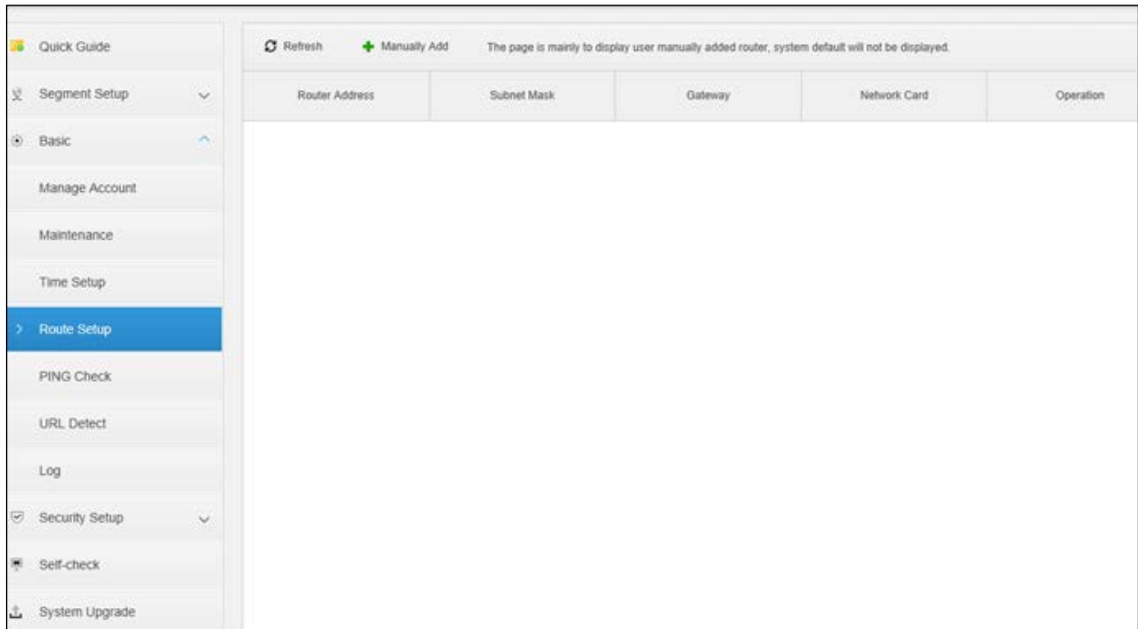 Quick Guide
Segment Setup
Basic
Manage Account
Maintenance
Time Setup
Route Setup
PING Check
URL Detect
Log
Security Setup
Self-check
System Upgrade
Refresh Manually Add The page is mainly to display user manually added router, system default will not be displayed.
Router Address Subnet Mask Gateway Network Card Operation